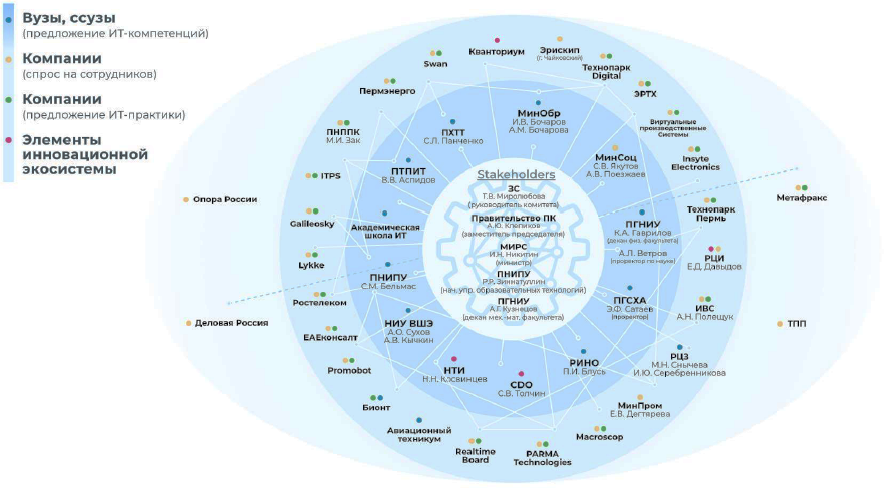 Вузы, ссузы
(предложение ИТ-компетенций)
Компании
(спрос на сотрудников)
Компании
(предложение ИТ-практики)
Элементы
инновационной
экосистемы
Кванториум
Эрискип
(г. Чайковский)
Swan
Технопарк
Digital
Пермэнерго
ЭРТХ
МинОбр
И.В. Бочаров
А.М. Бочарова
ПХТТ
С.Л. Панченко
Виртуальные
производственные
Системы
ПНППК
М.И. Зак
МинСоц
С.В. Якутов
А.В. Поезжаев
Insyte
Electronics
ПТПИТ
В.В. Аспидов
ITPS
Stakeholders
ЗС
Т.В. Миролюбова
(руководитель комитета)
Правительство ПК
А.Ю. Клепиков
(заместитель председателя)
МИРС
И.Н. Никитин
(министр)
ПНИПУ
Р.Р. Зиннатуллин
(нач. упр. образовательных технологий)
ПГНИУ
А.Г. Кузнецов
(декан мех.-мат. факультета)
Опора России
Метафракс
Технопарк
Пермь
Galileosky
Академическая
школа ИТ
ПГНИУ
К.А. Гаврилов
(декан физ. факультета)
А.Л. Ветров
(проректор по науке)
Lykke
РЦИ
Е.Д. Давыдов
ПНИПУ
С.М. Бельмас
Ростелеком
ПГСХА
Э.Ф. Сатаев
(проректор)
ИВС
А.Н. Полещук
Деловая Россия
ТПП
НИУ ВШЭ
А.О. Сухов
А.В. Кычкин
ЕАЕконсалт
Promobot
РЦЗ
М.Н. Снычева
И.Ю. Серебренникова
РИНО
П.И. Блусь
НТИ
Н.Н. Косвинцев
CDO
С.В. Толчин
Бионт
МинПром
Е.В. Дегтярева
Авиационный
техникум
Macroscop
Realtime
Board
PARMA
Technologies